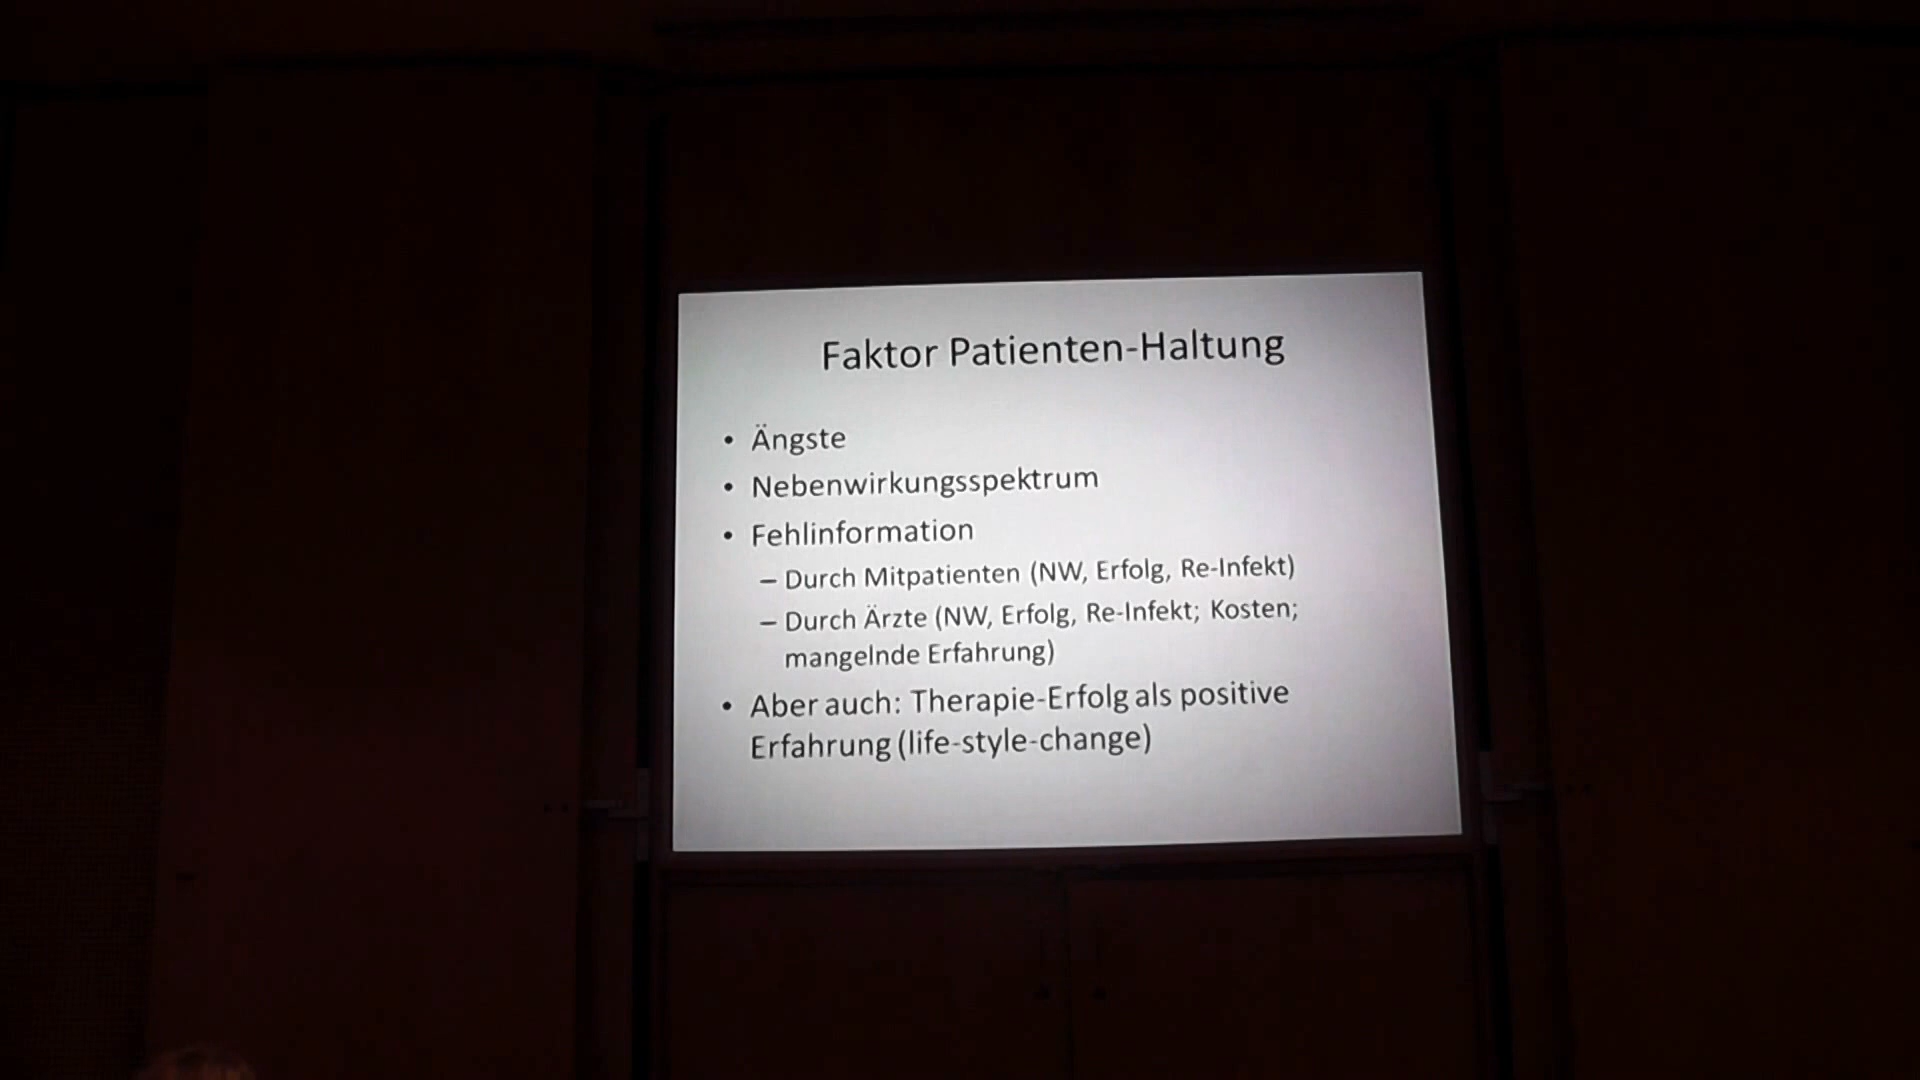 Faktor Patienten-Haltung
• Ängste
• Nebenwirkungsspektrum
• Fehlinformation
– Durch Mitpatienten (NW, Erfolg, Re-Infekt)
– Durch Ärzte (NW, Erfolg, Re-Infekt; Kosten;
mangelnde Erfahrung)
• Aber auch: Therapie-Erfolg als positive
Erfahrung (life-style-change)